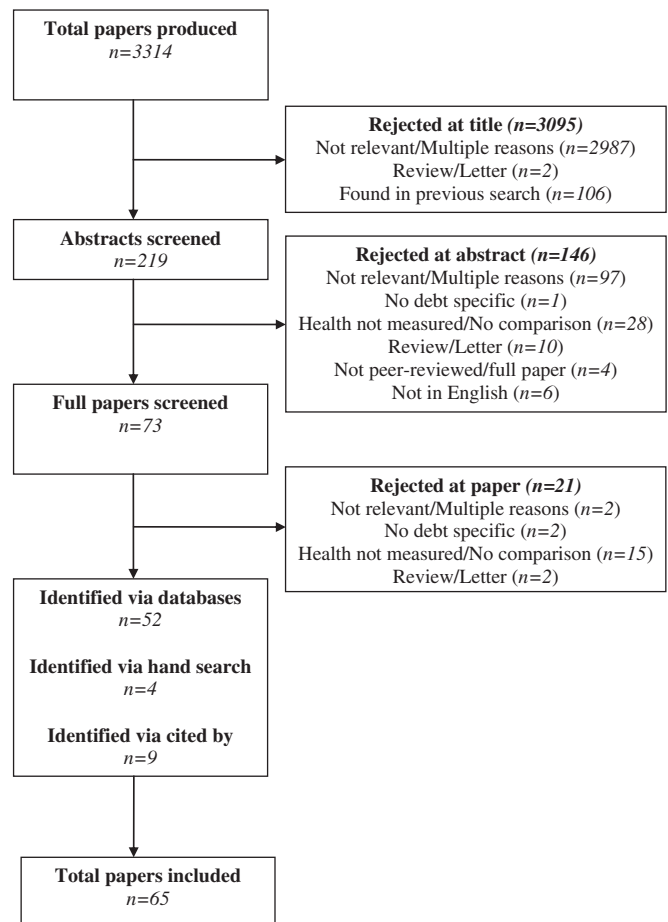 Total papers produced
n=3314
Rejected at title (n=3095)
Not relevant/Multiple reasons (n=2987)
Review/Letter (n=2)
Found in previous search (n=106)
Abstracts screened
n=219
Rejected at abstract (n=146)
Not relevant/Multiple reasons (n=97)
No debt specific (n=1)
Health not measured/No comparison (n=28)
Review/Letter (n=10)
Not peer-reviewed/full paper (n=4)
Not in English (n=6)
Full papers screened
n=73
Rejected at paper (n=21)
Not relevant/Multiple reasons (n=2)
No debt specific (n=2)
Health not measured/No comparison (n=15)
Review/Letter (n=2)
Identified via databases
n=52
Identified via hand search
n=4
Identified via cited by
n=9
Total papers included
n=65